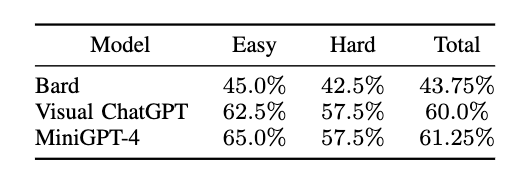 Model Easy Hard Total
Bard 45.0% 42.5% 43.75%
Visual ChatGPT 62.5% 57.5% 60.0%
MiniGPT-4 65.0% 57.5% 61.25%